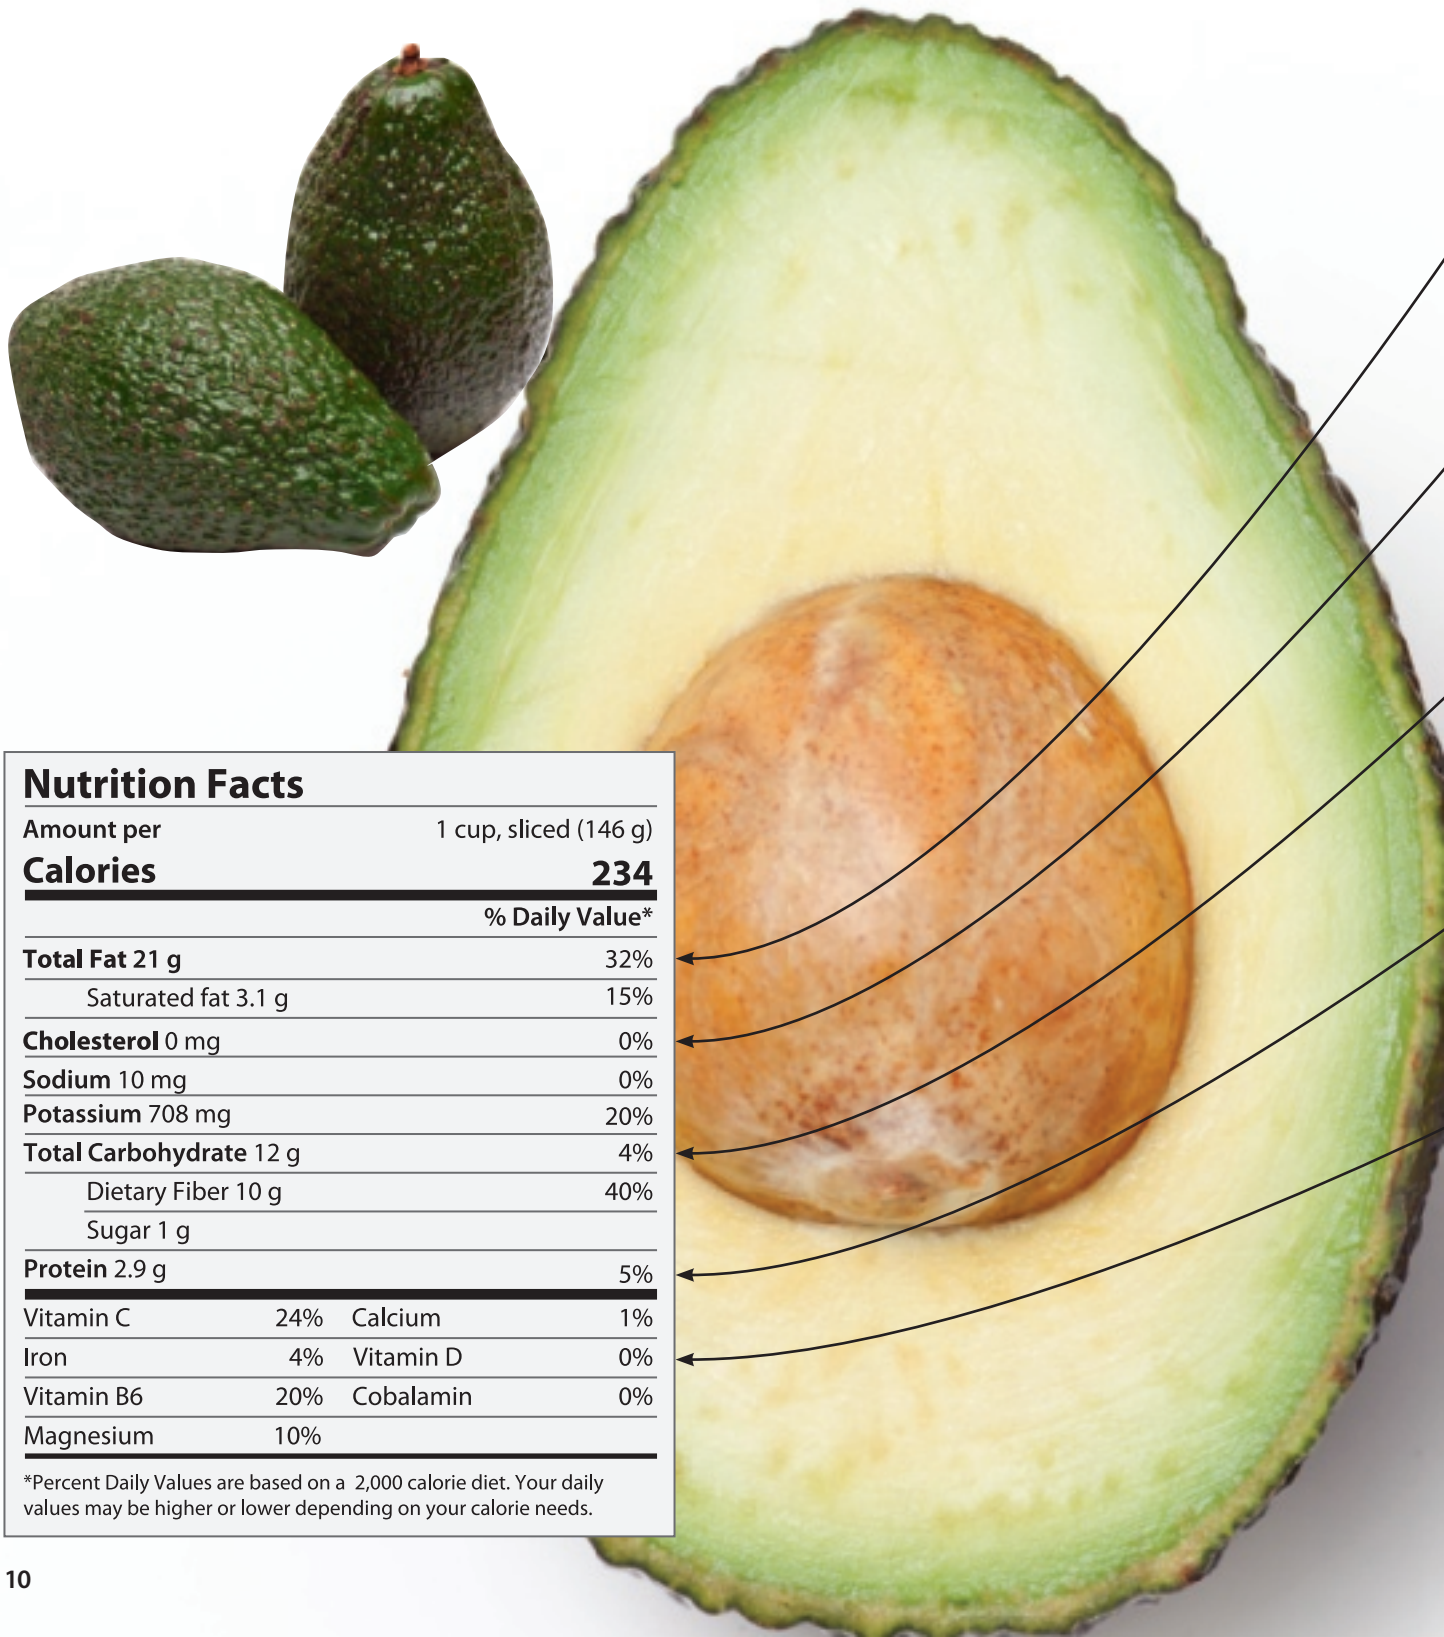 Nutrition Facts
Amount per 1 cup, sliced (146 g)
Calories 234
% Daily Value*
Total Fat 21 g 32%
Saturated fat 3.1 g 15%
Cholesterol 0 mg 0%
Sodium 10 mg 0%
Potassium 708 mg 20%
Total Carbohydrate 12 g 4%
Dietary Fiber 10 g 40%
Sugar 1 g
Protein 2.9 g 5%
Vitamin C 24% Calcium 1%
Iron 4% Vitamin D 0%
Vitamin B6 20% Cobalamin 0%
Magnesium 10%
*Percent Daily Values are based on a 2,000 calorie diet. Your daily
values may be higher or lower depending on your calorie needs.
10